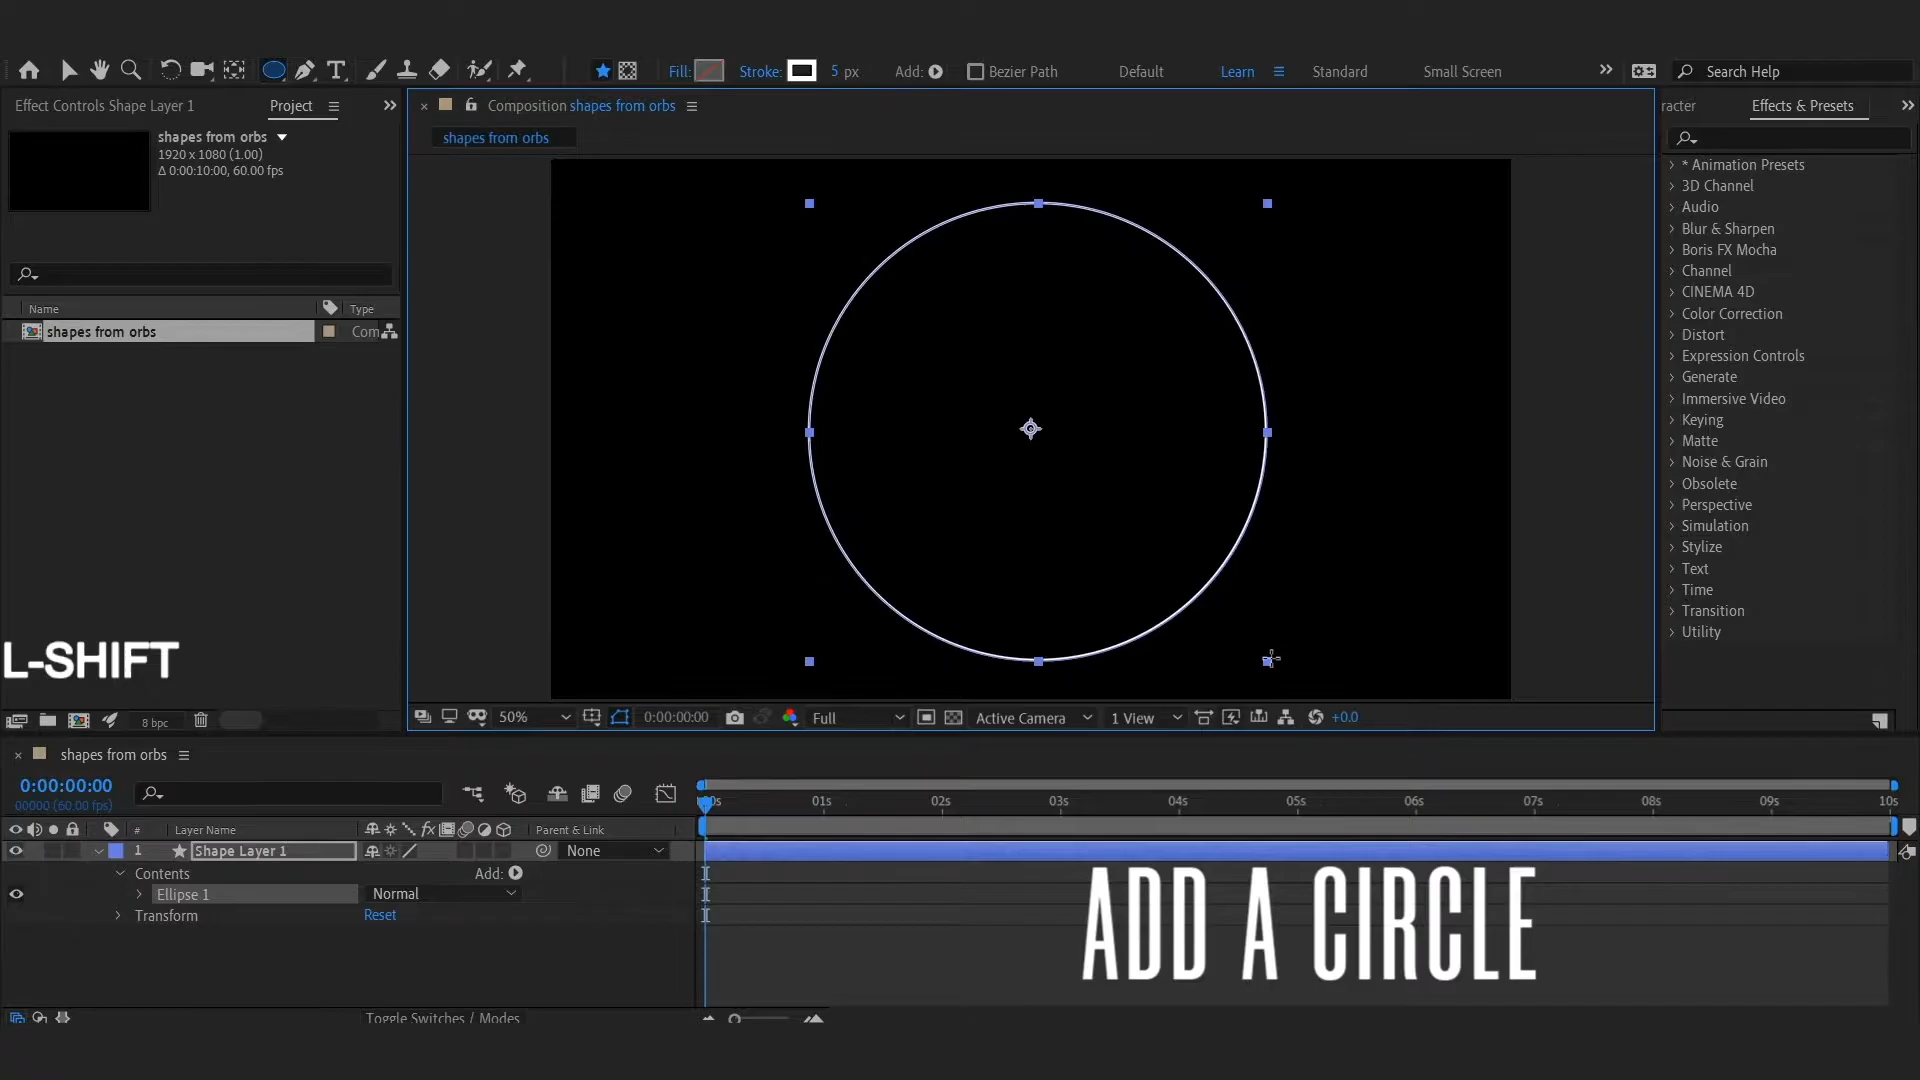 Fill:
Stroke:
5 px
Add:
Bezier Path
Default
Learn
Standard
Small Screen
Search Help
Effect Controls Shape Layer 1
Project
Composition shapes from orbs
racter
Effects & Presets
shapes from orbs
1920 x 1080 (1.00)
Δ 0:00:10:00, 60.00 fps
shapes from orbs
* Animation Presets
3D Channel
Audio
Blur & Sharpen
Boris FX Mocha
Channel
CINEMA 4D
Color Correction
Distort
Expression Controls
Generate
Immersive Video
Keying
Matte
Noise & Grain
Obsolete
Perspective
Simulation
Stylize
Text
Time
Transition
Utility
Name
Type
shapes from orbs
Com
L-SHIFT
8 bpc
50%
0:00:00:00
Full
Active Camera
1 View
+0.0
shapes from orbs
0:00:00:00
00000 (60.00 fps)
01s
02s
03s
04s
05s
06s
07s
08s
09s
10s
#
Layer Name
fx
Parent & Link
1
Shape Layer 1
None
Contents
Add:
Ellipse 1
Normal
Transform
Reset
ADD A CIRCLE
Toggle Switches / Modes